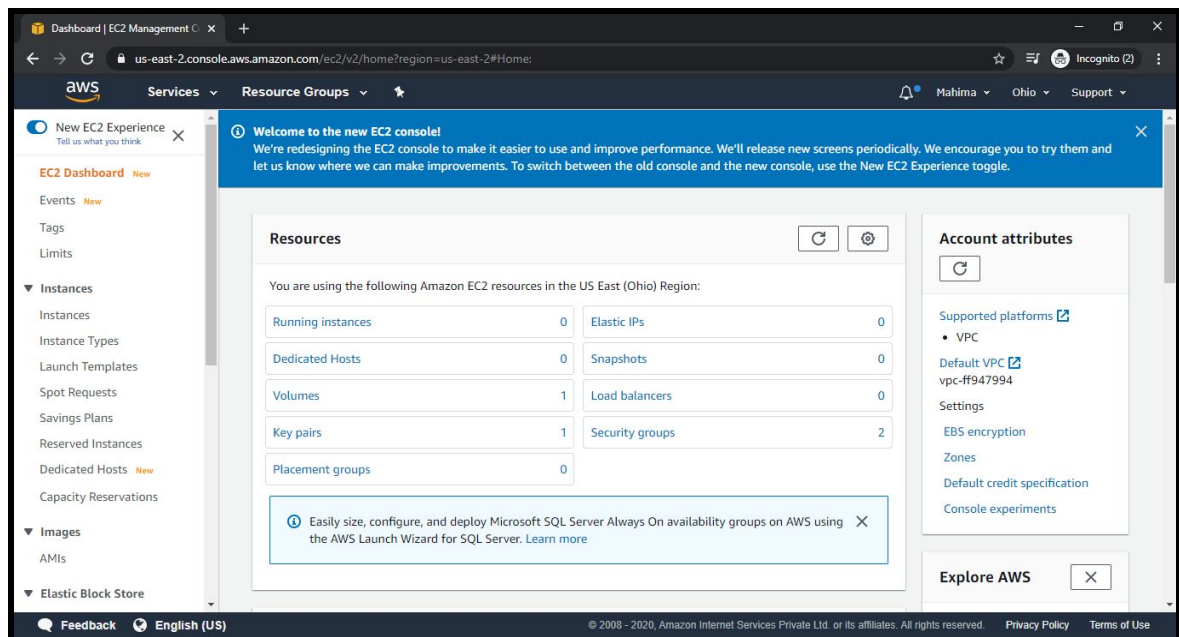 Dashboard | EC2 Management C
us-east-2.console.aws.amazon.com/ec2/v2/home?region=us-east-2#Home:
Incognito (2)
aws
Services
Resource Groups
Mahima
Ohio
Support
New EC2 Experience
Tell us what you think
EC2 Dashboard New
Events New
Tags
Limits
Instances
Instances
Instance Types
Launch Templates
Spot Requests
Savings Plans
Reserved Instances
Dedicated Hosts New
Capacity Reservations
Images
AMIs
Elastic Block Store
Welcome to the new EC2 console!
We're redesigning the EC2 console to make it easier to use and improve performance. We'll release new screens periodically. We encourage you to try them and
let us know where we can make improvements. To switch between the old console and the new console, use the New EC2 Experience toggle.
Resources
You are using the following Amazon EC2 resources in the US East (Ohio) Region:
Running instances 0
Elastic IPs 0
Dedicated Hosts 0
Snapshots 0
Volumes 1
Load balancers 0
Key pairs 1
Security groups 2
Placement groups 0
Easily size, configure, and deploy Microsoft SQL Server Always On availability groups on AWS using
the AWS Launch Wizard for SQL Server. Learn more
Account attributes
Supported platforms
• VPC
Default VPC
vpc-ff947994
Settings
EBS encryption
Zones
Default credit specification
Console experiments
Explore AWS
Feedback
English (US)
© 2008 - 2020, Amazon Internet Services Private Ltd. or its affiliates. All rights reserved.
Privacy Policy
Terms of Use